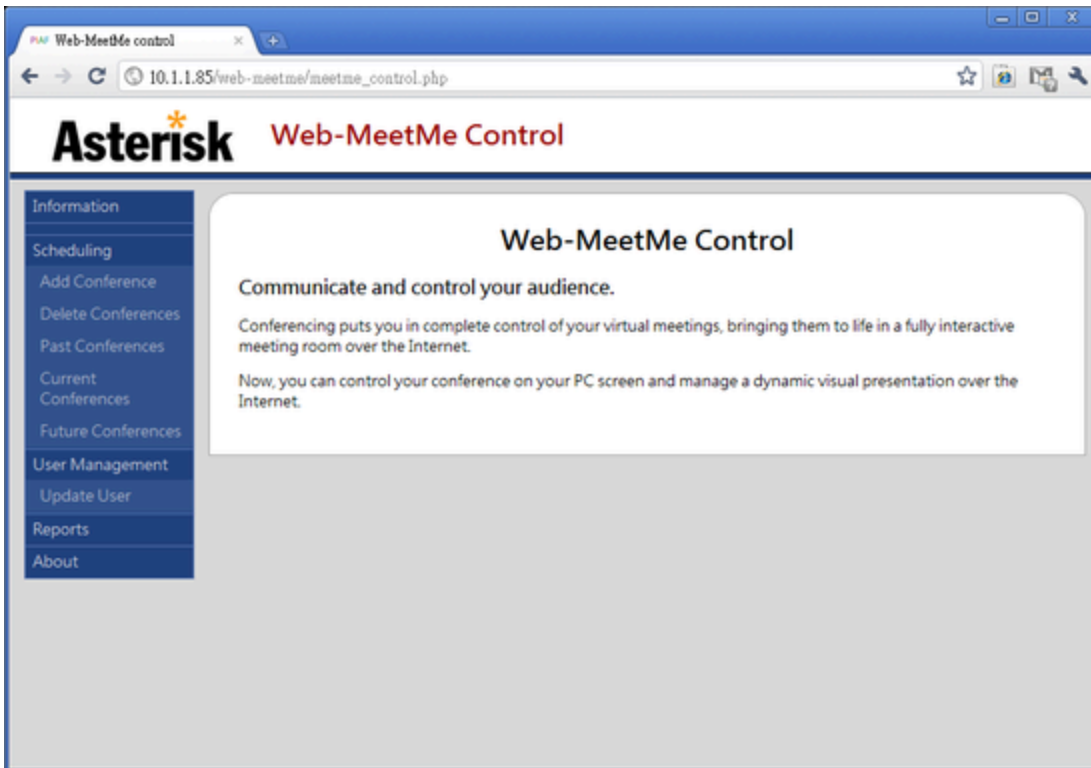 PIAF Web-MeetMe control
10.1.1.85/web-meetme/meetme_control.php
Asterisk
Web-MeetMe Control
Information
Scheduling
Add Conference
Delete Conferences
Past Conferences
Current
Conferences
Future Conferences
User Management
Update User
Reports
About
Web-MeetMe Control
Communicate and control your audience.
Conferencing puts you in complete control of your virtual meetings, bringing them to life in a fully interactive
meeting room over the Internet.
Now, you can control your conference on your PC screen and manage a dynamic visual presentation over the
Internet.